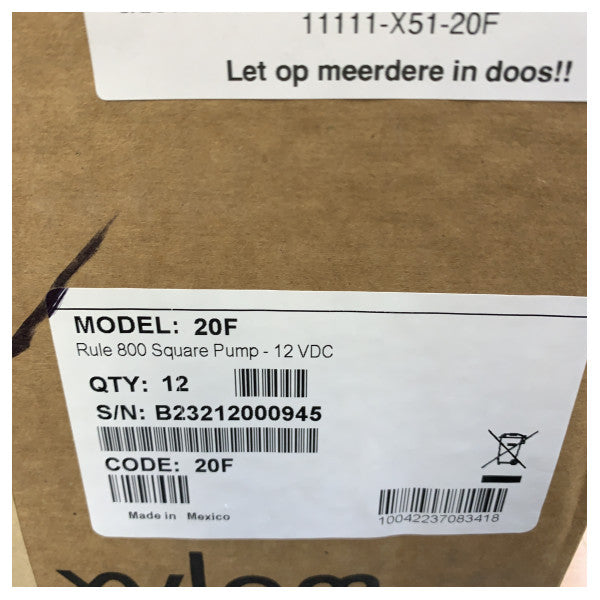 11111-X51-20F
Let op meerdere in doos!!
MODEL: 20F
Rule 800 Square Pump - 12 VDC
QTY: 12
S/N: B23212000945
CODE: 20F
Made in Mexico
10042237083418
xylem